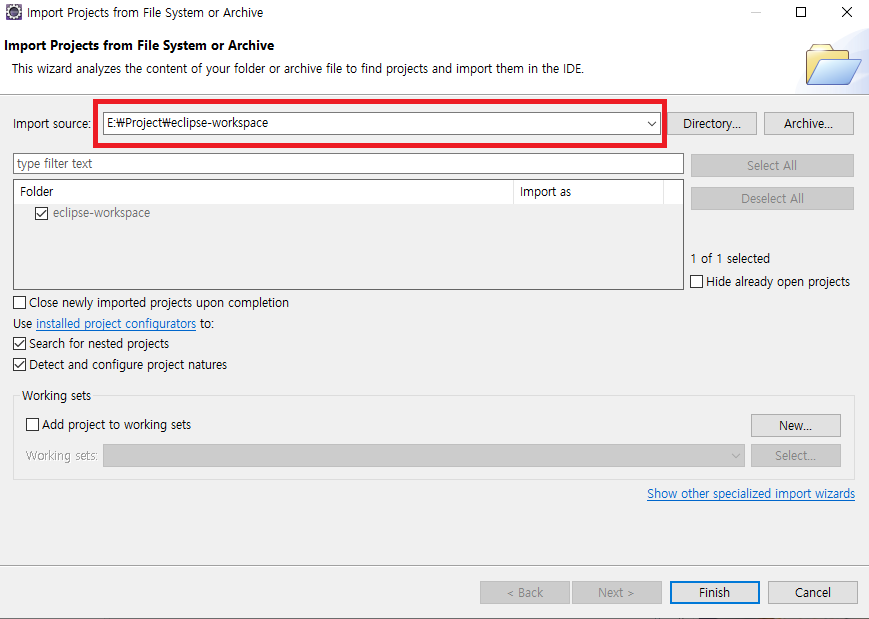 Import Projects from File System or Archive
Import Projects from File System or Archive
This wizard analyzes the content of your folder or archive file to find projects and import them in the IDE.
Import source: E:₩Project₩eclipse-workspace Directory... Archive...
type filter text Select All
Folder Import as Deselect All
eclipse-workspace
1 of 1 selected
Hide already open projects
Close newly imported projects upon completion
Use installed project configurators to:
Search for nested projects
Detect and configure project natures
Working sets
Add project to working sets New...
Working sets: Select...
Show other specialized import wizards
< Back Next > Finish Cancel